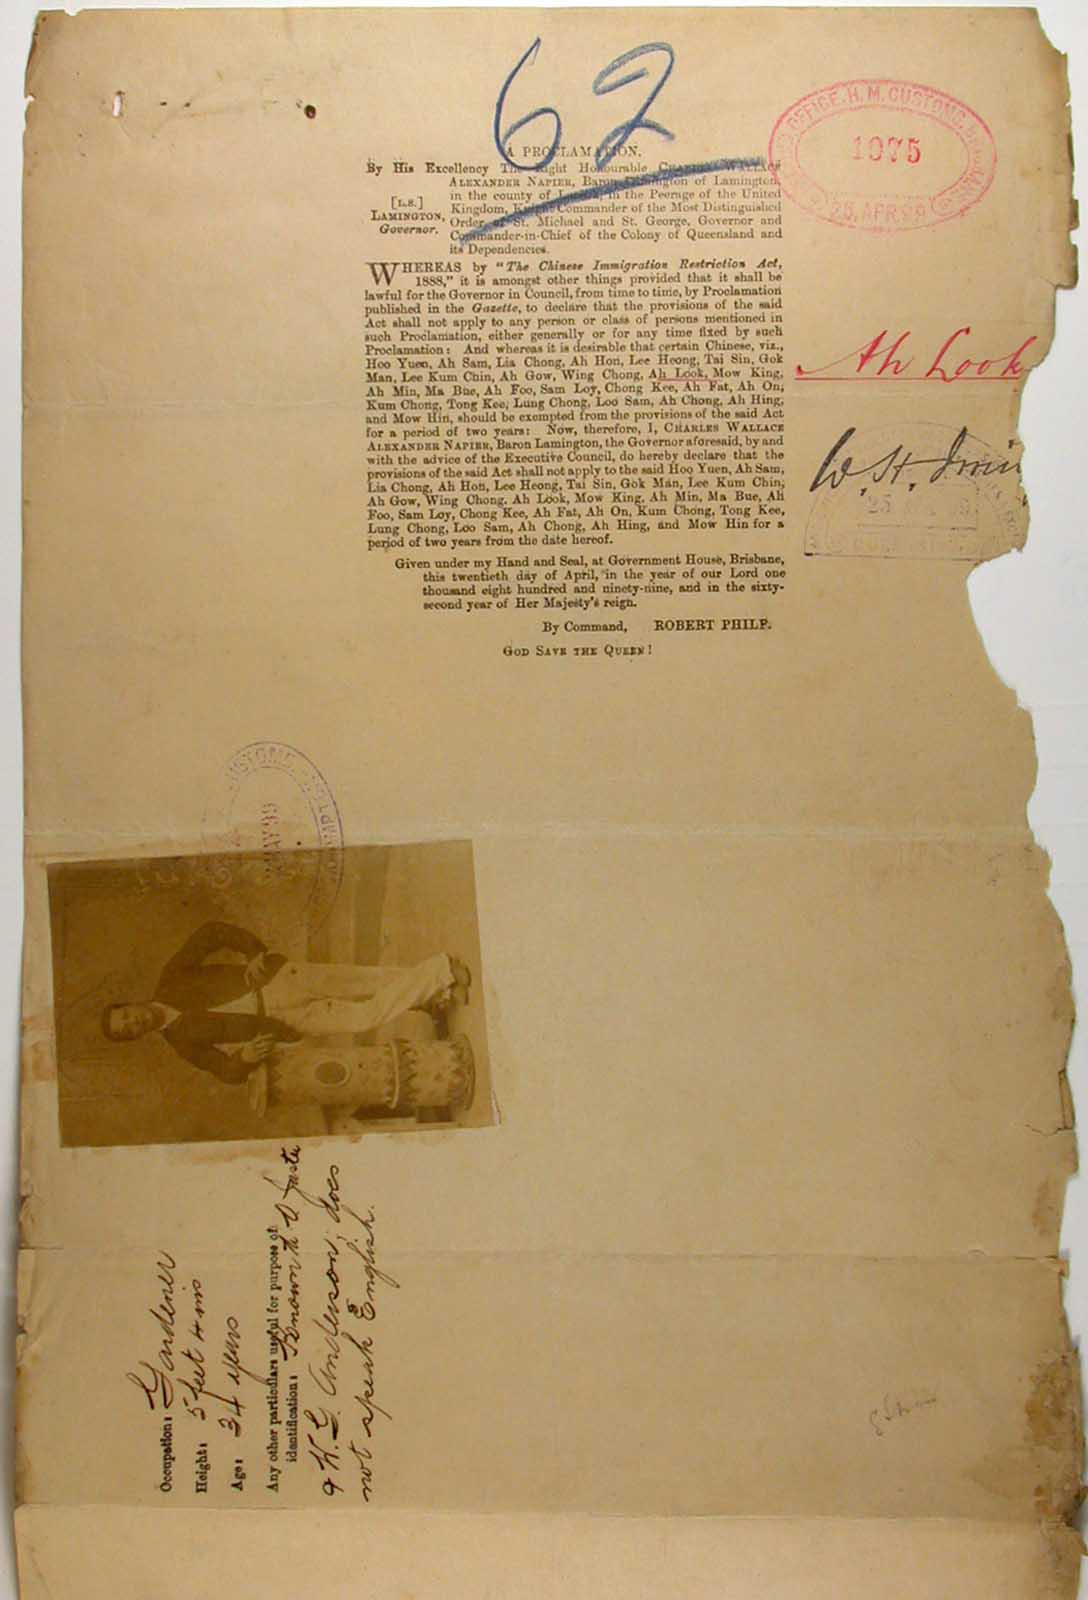 62
A PROCLAMATION.
By His Excellency The Right Honourable CHARLES WALLACE
ALEXANDER NAPIER, Baron Lamington of Lamington,
in the county of Lanark, in the Peerage of the United
Kingdom, Knight Commander of the Most Distinguished
Order of St. Michael and St. George, Governor and
Commander-in-Chief of the Colony of Queensland and
its Dependencies.
[L.S.]
LAMINGTON,
Governor.
WHEREAS by "The Chinese Immigration Restriction Act,
1888," it is amongst other things provided that it shall be
lawful for the Governor in Council, from time to time, by Proclamation
published in the Gazette, to declare that the provisions of the said
Act shall not apply to any person or class of persons mentioned in
such Proclamation, either generally or for any time fixed by such
Proclamation: And whereas it is desirable that certain Chinese, viz.,
Hoo Yuen, Ah Sam, Lia Chong, Ah Hon, Lee Heong, Tai Sin, Gok
Man, Lee Kum Chin, Ah Gow, Wing Chong, Ah Look, Mow King,
Ah Min, Ma Bue, Ah Foo, Sam Loy, Chong Kee, Ah Fat, Ah On,
Kum Chong, Tong Kee, Lung Chong, Loo Sam, Ah Chong, Ah Hing,
and Mow Hin, should be exempted from the provisions of the said Act
for a period of two years: Now, therefore, I, CHARLES WALLACE
ALEXANDER NAPIER, Baron Lamington, the Governor aforesaid, by and
with the advice of the Executive Council, do hereby declare that the
provisions of the said Act shall not apply to the said Hoo Yuen, Ah Sam,
Lia Chong, Ah Hon, Lee Heong, Tai Sin, Gok Man, Lee Kum Chin,
Ah Gow, Wing Chong, Ah Look, Mow King, Ah Min, Ma Bue, Ah
Foo, Sam Loy, Chong Kee, Ah Fat, Ah On, Kum Chong, Tong Kee,
Lung Chong, Loo Sam, Ah Chong, Ah Hing, and Mow Hin for a
period of two years from the date hereof.
Given under my Hand and Seal, at Government House, Brisbane,
this twentieth day of April, in the year of our Lord one
thousand eight hundred and ninety-nine, and in the sixty-
second year of Her Majesty's reign.
By Command, ROBERT PHILP.
GOD SAVE THE QUEEN!
OFFICE, H. M. CUSTOMS, BRISBANE
1075
25. APR. 99
Ah Look
W. H. Irwin
25
CUSTOMS
MAY 99
Occupation: Gardener
Height: 5 feet 4 ins
Age: 34 years
Any other particulars useful for purpose of
identification: Known to
K. G. Anderson; does
not speak English.